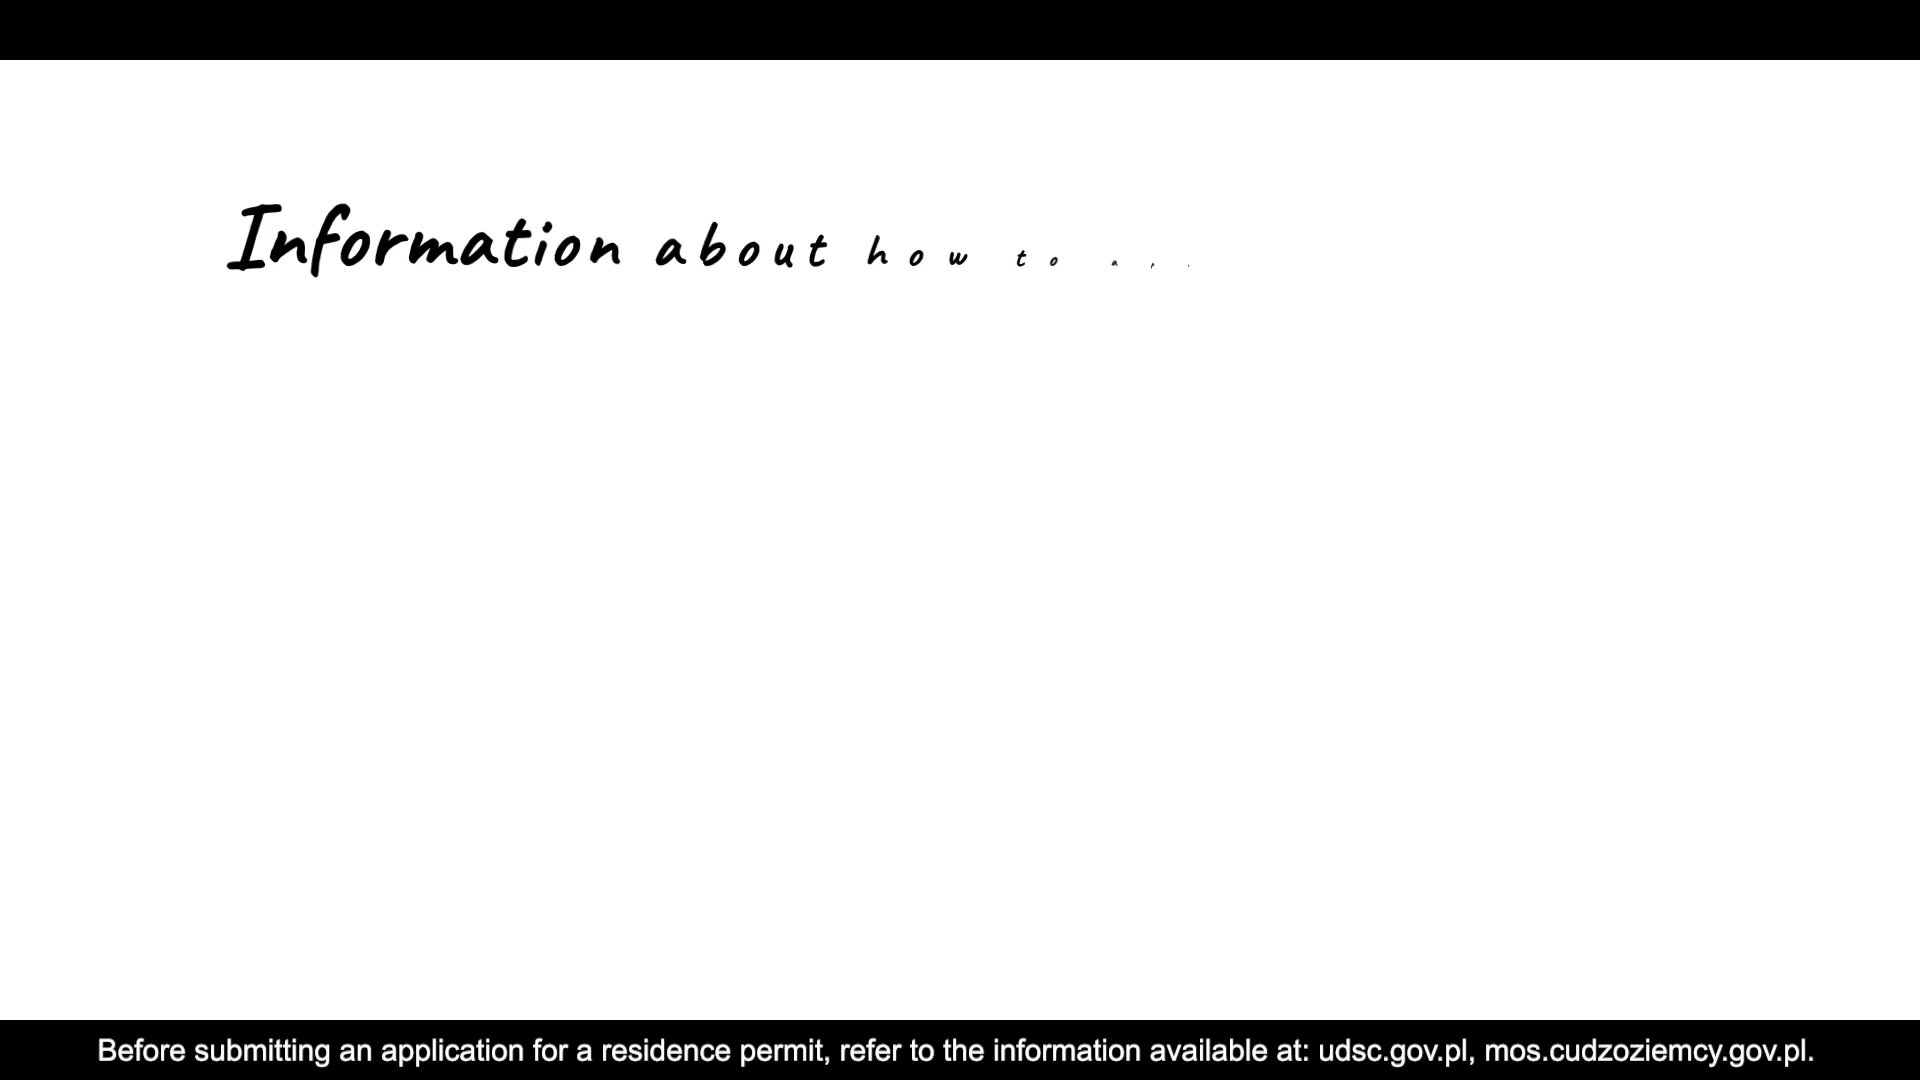 Information about how to
Before submitting an application for a residence permit, refer to the information available at: udsc.gov.pl, mos.cudzoziemcy.gov.pl.